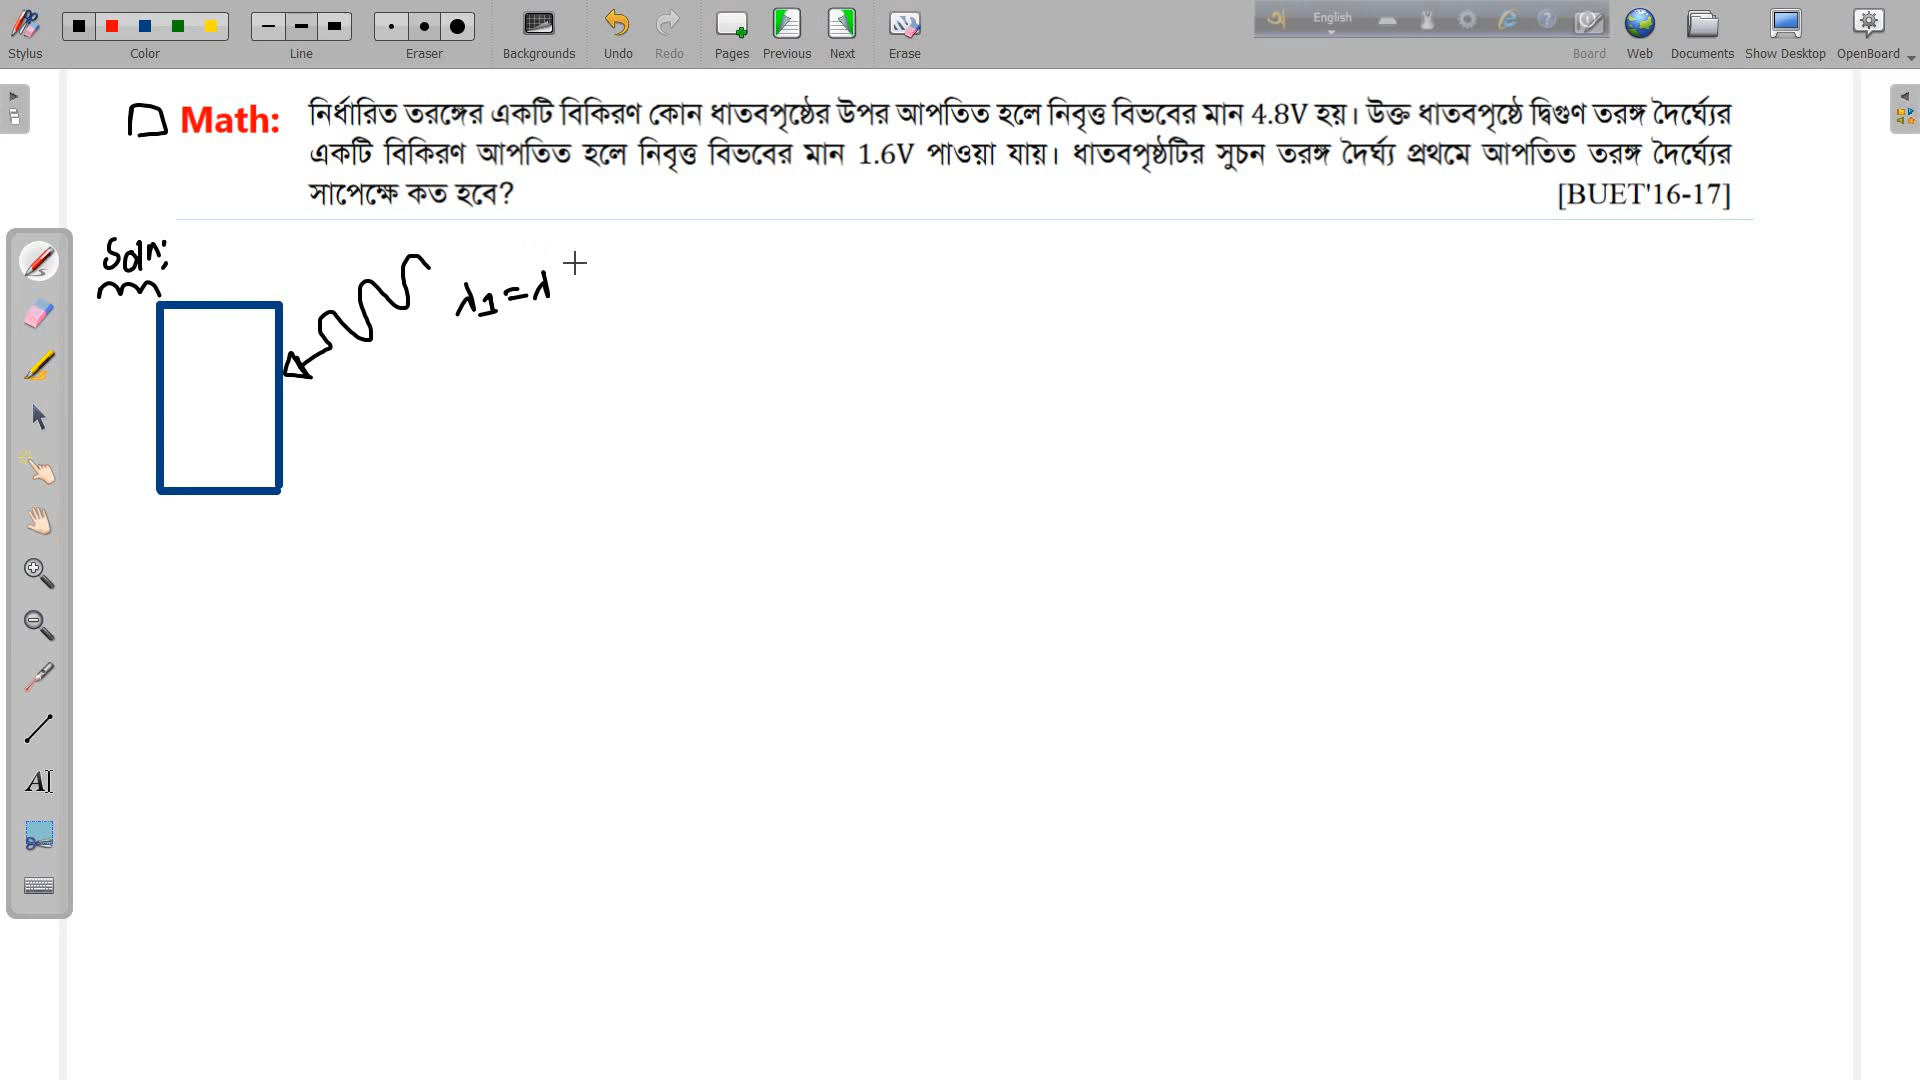 Stylus Color Line Eraser Backgrounds Undo Redo Pages Previous Next Erase English Board Web Documents Show Desktop OpenBoard
Math: নির্ধারিত তরঙ্গের একটি বিকিরণ কোন ধাতবপৃষ্ঠের উপর আপতিত হলে নিবৃত্ত বিভবের মান 4.8V হয়। উক্ত ধাতবপৃষ্ঠে দ্বিগুণ তরঙ্গ দৈর্ঘ্যের
একটি বিকিরণ আপতিত হলে নিবৃত্ত বিভবের মান 1.6V পাওয়া যায়। ধাতবপৃষ্ঠটির সুচন তরঙ্গ দৈর্ঘ্য প্রথমে আপতিত তরঙ্গ দৈর্ঘ্যের
সাপেক্ষে কত হবে? [BUET'16-17]
Soln:
λ1 = λ